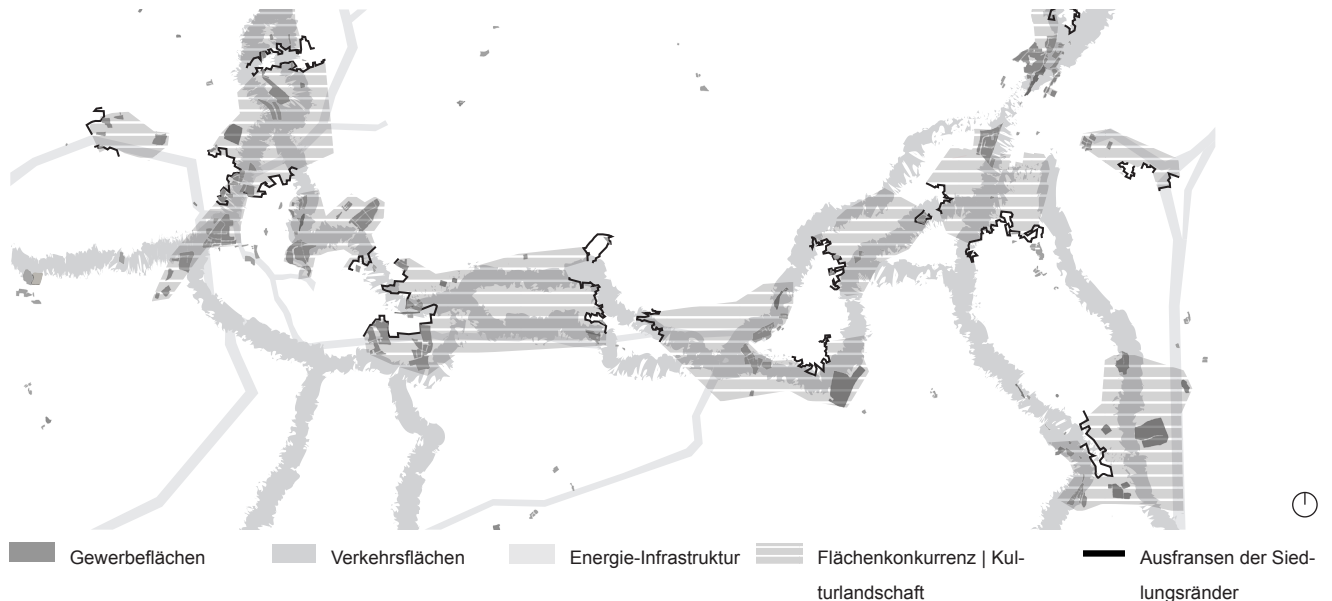 Gewerbeflächen
Verkehrsflächen
Energie-Infrastruktur
Flächenkonkurrenz | Kul-
turlandschaft
Ausfransen der Sied-
lungsränder